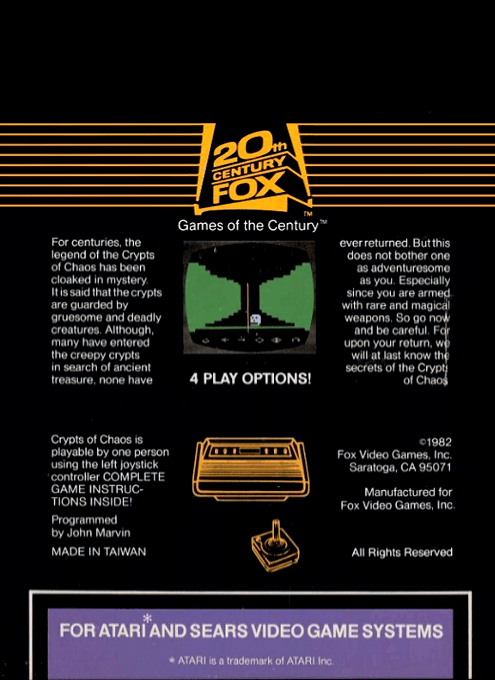 20th
CENTURY
FOX
TM
Games of the Century™
For centuries, the
legend of the Crypts
of Chaos has been
cloaked in mystery.
It is said that the crypts
are guarded by
gruesome and deadly
creatures. Although,
many have entered
the creepy crypts
in search of ancient
treasure, none have
4 PLAY OPTIONS!
ever returned. But this
does not bother one
as adventuresome
as you. Especially
since you are armed
with rare and magical
weapons. So go now
and be careful. For
upon your return, we
will at last know the
secrets of the Crypts
of Chaos
Crypts of Chaos is
playable by one person
using the left joystick
controller COMPLETE
GAME INSTRUC-
TIONS INSIDE!
Programmed
by John Marvin
MADE IN TAIWAN
©1982
Fox Video Games, Inc.
Saratoga, CA 95071
Manufactured for
Fox Video Games, Inc.
All Rights Reserved
FOR ATARI* AND SEARS VIDEO GAME SYSTEMS
* ATARI is a trademark of ATARI Inc.